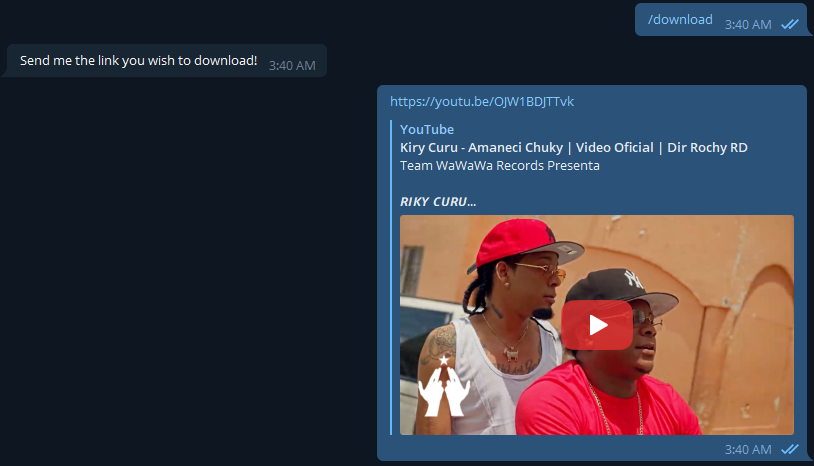 /download
3:40 AM
Send me the link you wish to download!
3:40 AM
https://youtu.be/OJW1BDJTTvk
YouTube
Kiry Curu - Amaneci Chuky | Video Oficial | Dir Rochy RD
Team WaWaWa Records Presenta
RIKY CURU...
3:40 AM